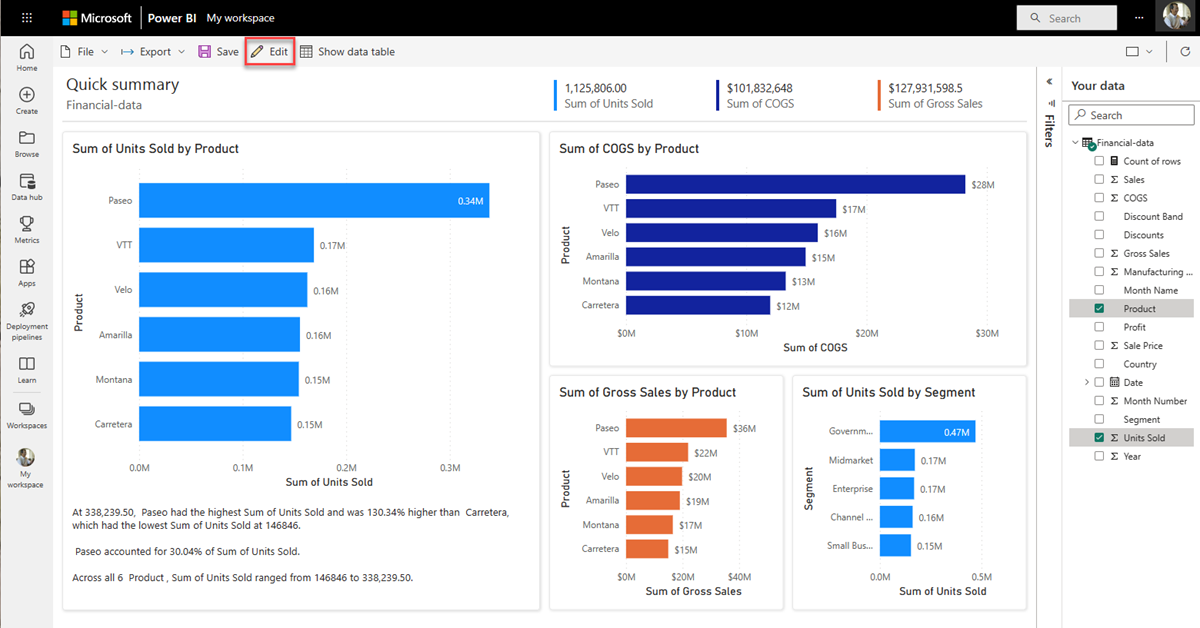 Microsoft Power BI My workspace Search ...
File Export Save Edit Show data table
Home
Create
Browse
Data hub
Metrics
Apps
Deployment
pipelines
Learn
Workspaces
My
workspace
Quick summary
Financial-data
1,125,806.00
Sum of Units Sold
$101,832,648
Sum of COGS
$127,931,598.5
Sum of Gross Sales
Sum of Units Sold by Product
Product
Paseo 0.34M
VTT 0.17M
Velo 0.16M
Amarilla 0.16M
Montana 0.15M
Carretera 0.15M
0.0M 0.1M 0.2M 0.3M
Sum of Units Sold
At 338,239.50, Paseo had the highest Sum of Units Sold and was 130.34% higher than Carretera,
which had the lowest Sum of Units Sold at 146846.
Paseo accounted for 30.04% of Sum of Units Sold.
Across all 6 Product , Sum of Units Sold ranged from 146846 to 338,239.50.
Sum of COGS by Product
Product
Paseo $28M
VTT $17M
Velo $16M
Amarilla $15M
Montana $13M
Carretera $12M
$0M $10M $20M $30M
Sum of COGS
Sum of Gross Sales by Product
Product
Paseo $36M
VTT $22M
Velo $20M
Amarilla $19M
Montana $17M
Carretera $15M
$0M $20M $40M
Sum of Gross Sales
Sum of Units Sold by Segment
Segment
Governm... 0.47M
Midmarket 0.17M
Enterprise 0.17M
Channel ... 0.16M
Small Bus... 0.15M
0.0M 0.5M
Sum of Units Sold
Filters
Your data
Search
Financial-data
Count of rows
Σ Sales
Σ COGS
Discount Band
Discounts
Σ Gross Sales
Σ Manufacturing ...
Month Name
Product
Profit
Σ Sale Price
Country
Date
Σ Month Number
Segment
Σ Units Sold
Σ Year